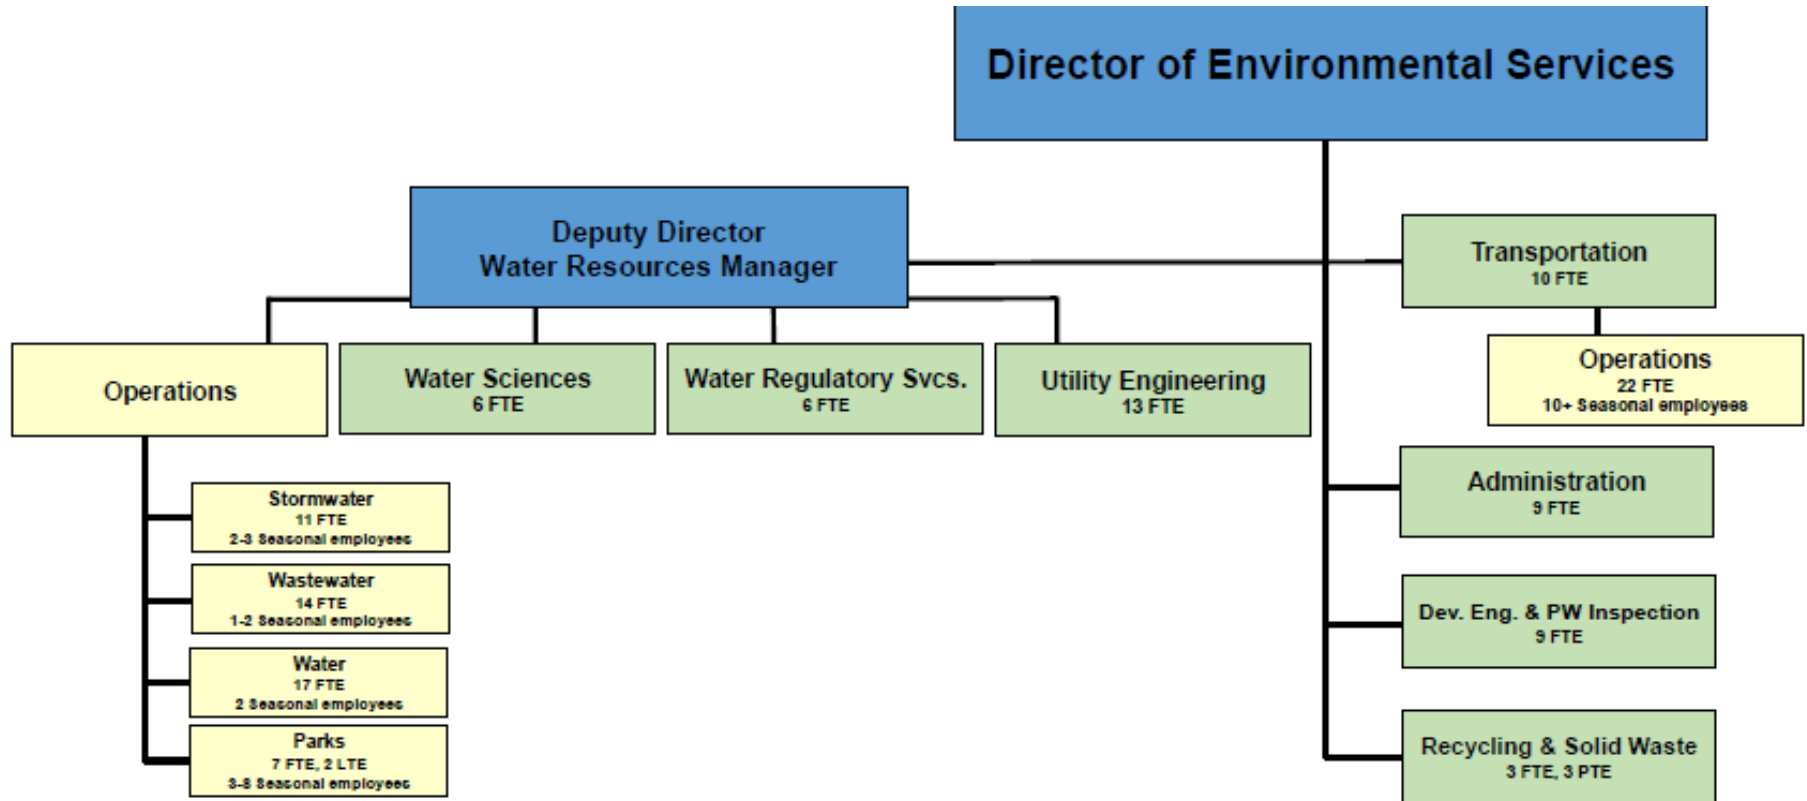 Director of Environmental Services
Deputy Director
Water Resources Manager
Transportation
10 FTE
Operations
22 FTE
10+ Seasonal employees
Operations
Water Sciences
6 FTE
Water Regulatory Svcs.
6 FTE
Utility Engineering
13 FTE
Administration
9 FTE
Stormwater
11 FTE
2-3 Seasonal employees
Wastewater
14 FTE
1-2 Seasonal employees
Dev. Eng. & PW Inspection
9 FTE
Water
17 FTE
2 Seasonal employees
Parks
7 FTE, 2 LTE
3-8 Seasonal employees
Recycling & Solid Waste
3 FTE, 3 PTE